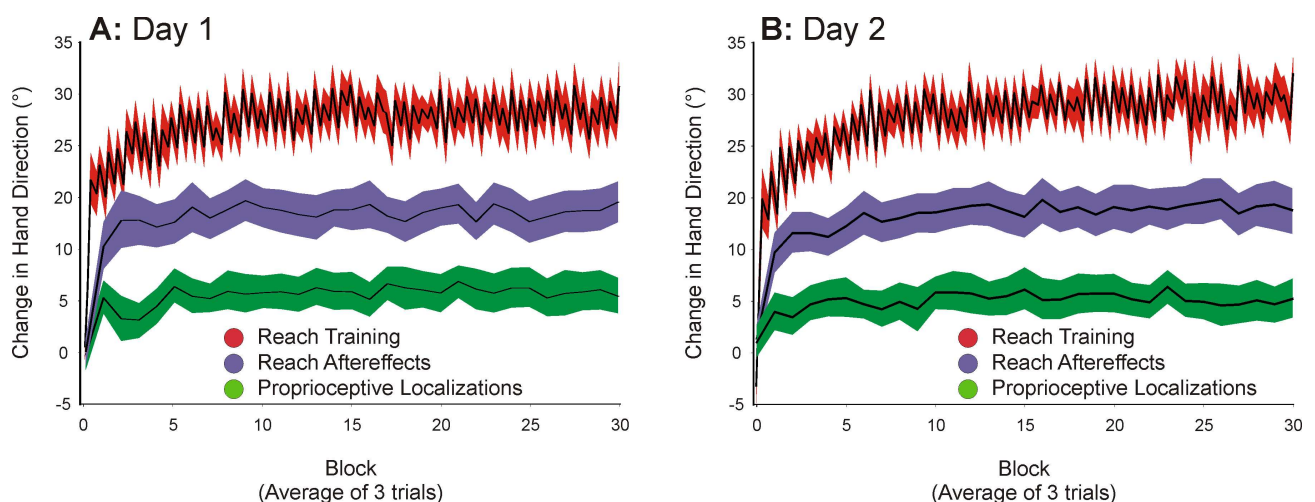 A: Day 1
35
30
25
20
10
5
0
-5
Change in Hand Direction (°)
Reach Training
Reach Aftereffects
Proprioceptive Localizations
0 5 10 15 20 25 30
Block
(Average of 3 trials)
B: Day 2
35
30
25
20
10
5
0
-5
Change in Hand Direction (°)
Reach Training
Reach Aftereffects
Proprioceptive Localizations
0 5 10 15 20 25 30
Block
(Average of 3 trials)